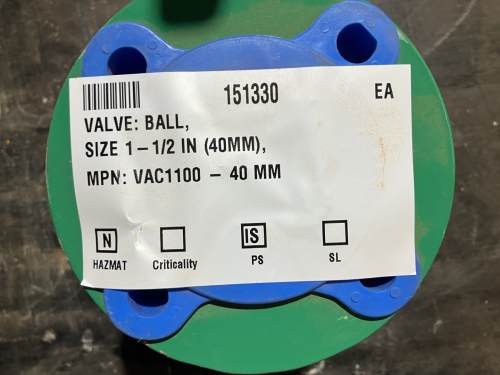 151330 EA
VALVE: BALL,
SIZE 1-1/2 IN (40MM),
MPN: VAC1100 - 40 MM
N IS
HAZMAT Criticality PS SL